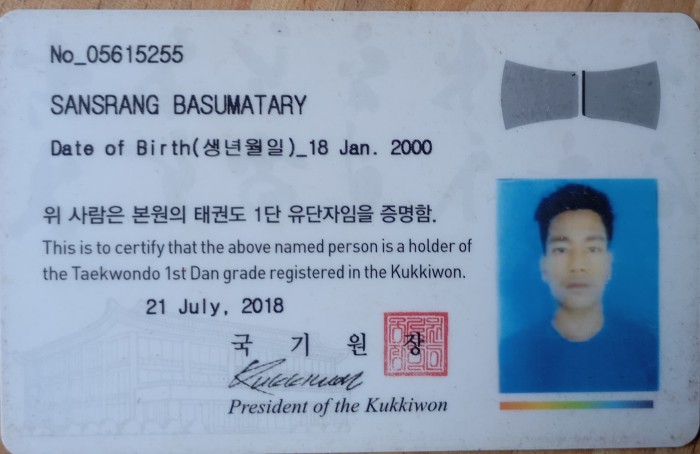 No_05615255
SANSRANG BASUMATARY
Date of Birth(생년월일)_18 Jan. 2000
위 사람은 본원의 태권도 1단 유단자임을 증명함.
This is to certify that the above named person is a holder of
the Taekwondo 1st Dan grade registered in the Kukkiwon.
21 July, 2018
국 기 원 장
Kukkiwon
President of the Kukkiwon